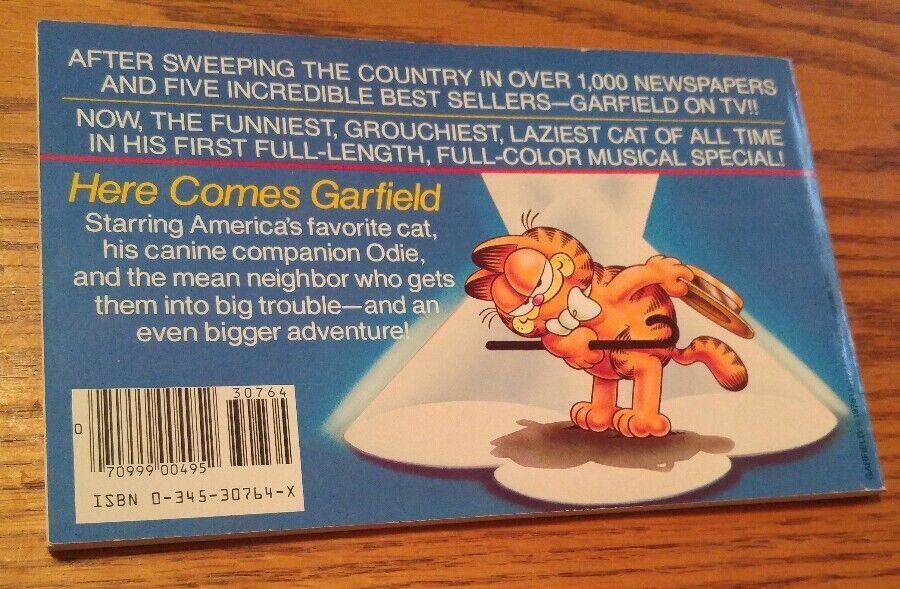 AFTER SWEEPING THE COUNTRY IN OVER 1,000 NEWSPAPERS
AND FIVE INCREDIBLE BEST SELLERS—GARFIELD ON TV!!
NOW, THE FUNNIEST, GROUCHIEST, LAZIEST CAT OF ALL TIME
IN HIS FIRST FULL-LENGTH, FULL-COLOR MUSICAL SPECIAL!
Here Comes Garfield
Starring America's favorite cat,
his canine companion Odie,
and the mean neighbor who gets
them into big trouble—and an
even bigger adventure!
30764
0
70999 00495
ISBN 0-345-30764-X
GARFIELD